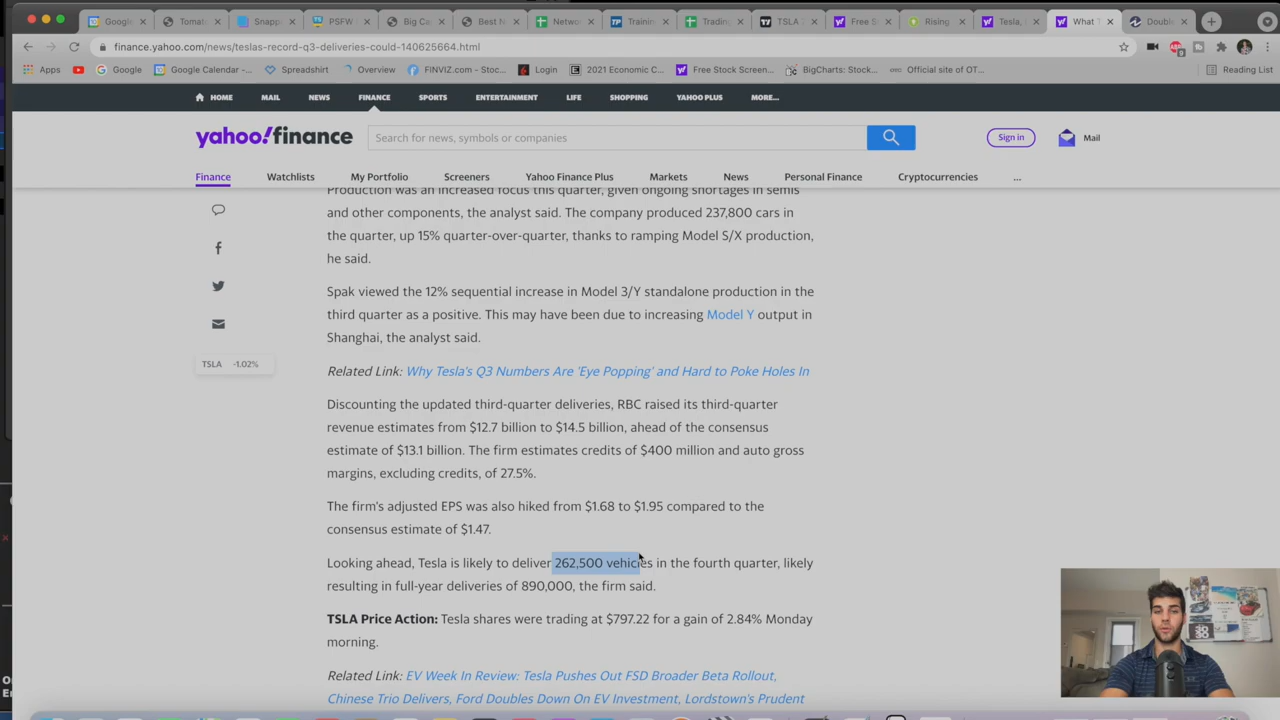 Google
Tomato
Snappe
PSFW
Big Ca
Best N
Networ
Training
Trading
TSLA
Free S
Rising
Tesla,
What T
Double
finance.yahoo.com/news/teslas-record-q3-deliveries-could-140625664.html
Apps
Google
Google Calendar -...
Spreadshirt
Overview
FINVIZ.com - Stoc...
Login
2021 Economic C...
Free Stock Screen...
BigCharts: Stock...
Official site of OT...
Reading List
HOME MAIL NEWS FINANCE SPORTS ENTERTAINMENT LIFE SHOPPING YAHOO PLUS MORE...
yahoo!finance
Search for news, symbols or companies
Sign in
Mail
Finance Watchlists My Portfolio Screeners Yahoo Finance Plus Markets News Personal Finance Cryptocurrencies ...
Production was an increased focus this quarter, given ongoing shortages in semis
and other components, the analyst said. The company produced 237,800 cars in
the quarter, up 15% quarter-over-quarter, thanks to ramping Model S/X production,
he said.
Spak viewed the 12% sequential increase in Model 3/Y standalone production in the
third quarter as a positive. This may have been due to increasing Model Y output in
Shanghai, the analyst said.
TSLA -1.02%
Related Link: Why Tesla's Q3 Numbers Are 'Eye Popping' and Hard to Poke Holes In
Discounting the updated third-quarter deliveries, RBC raised its third-quarter
revenue estimates from $12.7 billion to $14.5 billion, ahead of the consensus
estimate of $13.1 billion. The firm estimates credits of $400 million and auto gross
margins, excluding credits, of 27.5%.
The firm's adjusted EPS was also hiked from $1.68 to $1.95 compared to the
consensus estimate of $1.47.
Looking ahead, Tesla is likely to deliver 262,500 vehicles in the fourth quarter, likely
resulting in full-year deliveries of 890,000, the firm said.
TSLA Price Action: Tesla shares were trading at $797.22 for a gain of 2.84% Monday
morning.
Related Link: EV Week In Review: Tesla Pushes Out FSD Broader Beta Rollout,
Chinese Trio Delivers, Ford Doubles Down On EV Investment, Lordstown's Prudent